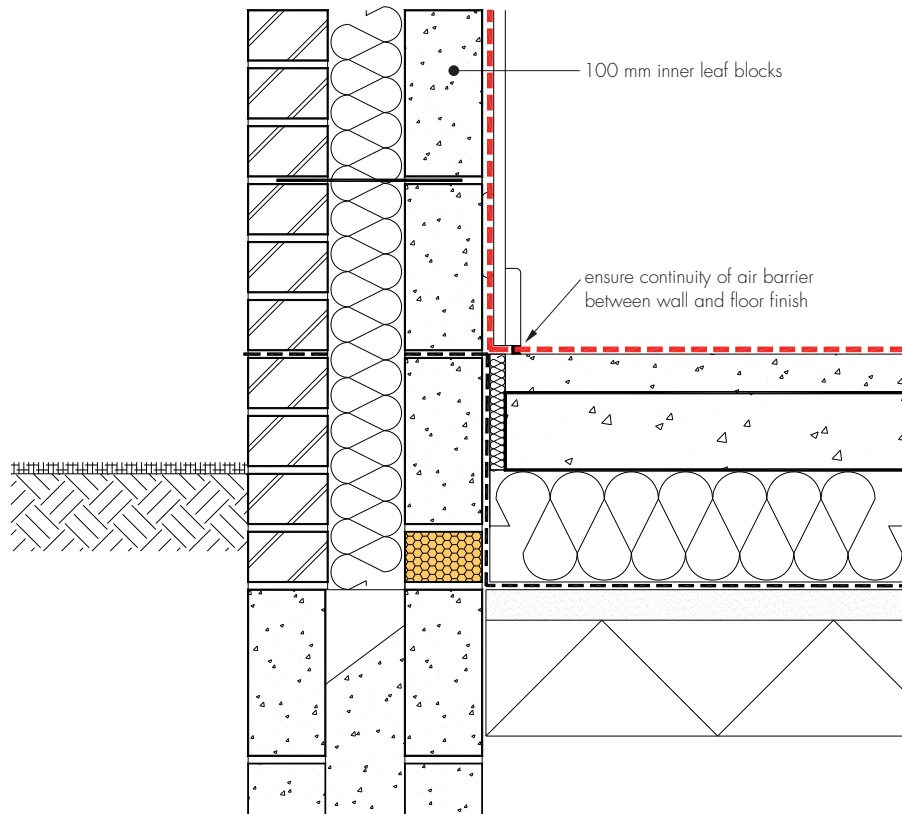 100 mm inner leaf blocks
ensure continuity of air barrier
between wall and floor finish